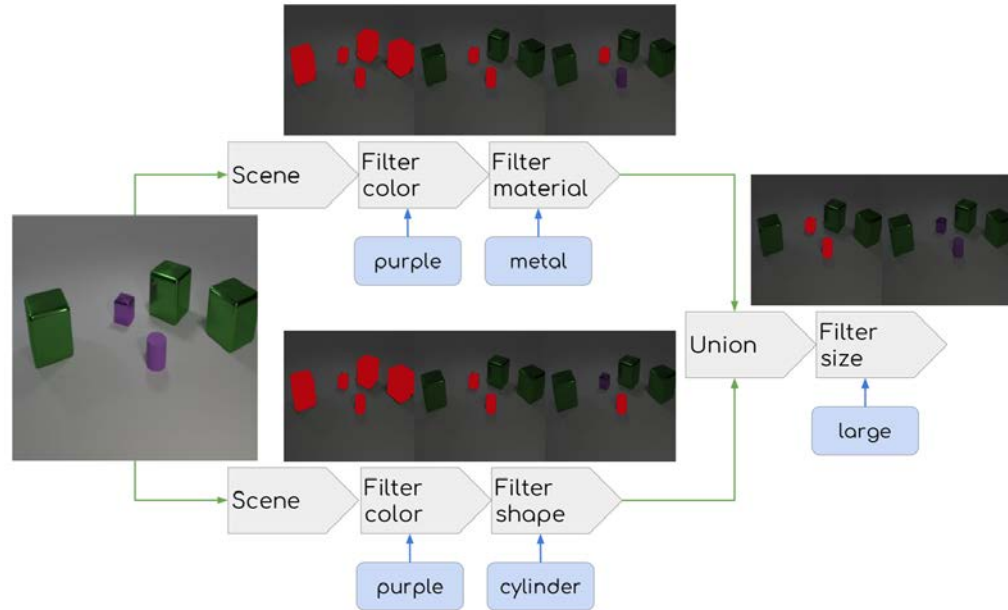 Scene
Filter
color
Filter
material
purple
metal
Union
Filter
size
large
Scene
Filter
color
Filter
shape
purple
cylinder